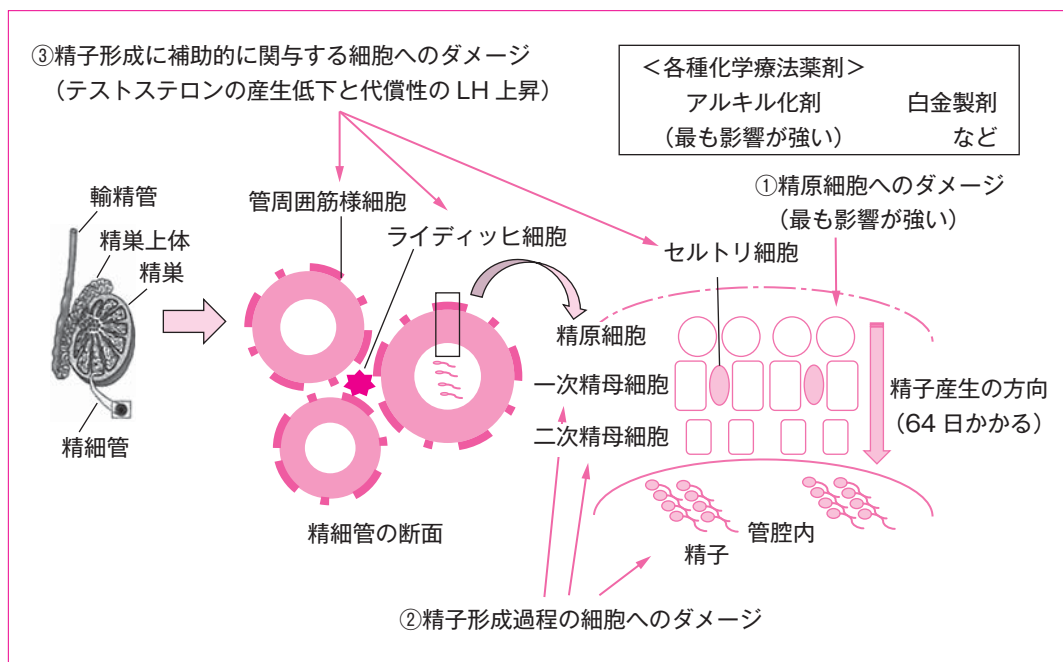 ③精子形成に補助的に関与する細胞へのダメージ
（テストステロンの産生低下と代償性の LH 上昇）
＜各種化学療法薬剤＞
アルキル化剤　白金製剤
（最も影響が強い）　など
①精原細胞へのダメージ
（最も影響が強い）
輸精管
精巣上体
精巣
精細管
管周囲筋様細胞
ライディッヒ細胞
セルトリ細胞
精細管の断面
精原細胞
一次精母細胞
二次精母細胞
精子産生の方向
（64 日かかる）
管腔内
精子
②精子形成過程の細胞へのダメージ